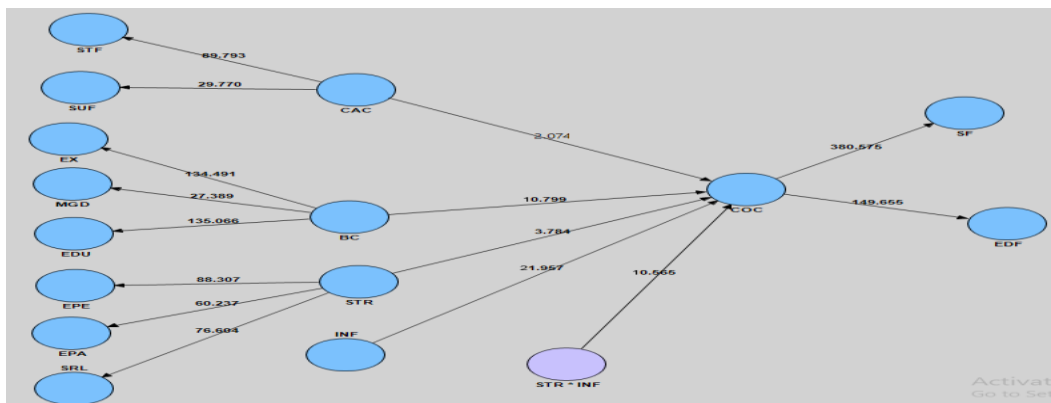 STF
69.793
SUF
29.770
CAC
EX
2.074
SF
134.491
380.575
MGD
27.389
EDU
135.066
BC
10.799
COC
149.655
EDF
3.784
EPE
88.307
STR
21.957
10.565
60.237
EPA
76.604
INF
SRL
STR * INF
Activat
Go to Set